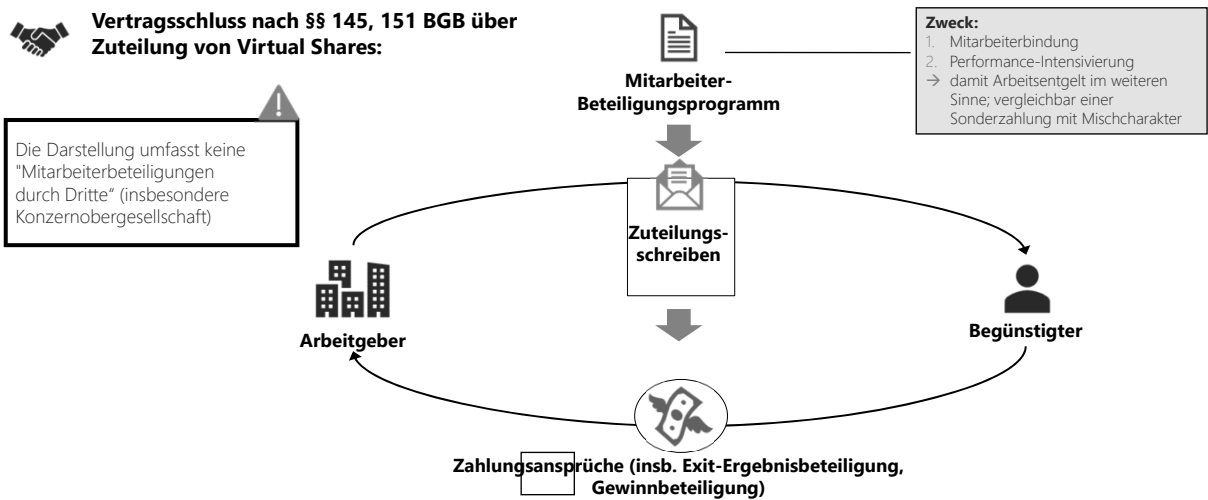 Vertragsschluss nach §§ 145, 151 BGB über
Zuteilung von Virtual Shares:
Mitarbeiter-
Beteiligungsprogramm
Zweck:
1. Mitarbeiterbindung
2. Performance-Intensivierung
→ damit Arbeitsentgelt im weiteren
Sinne; vergleichbar einer
Sonderzahlung mit Mischcharakter
Die Darstellung umfasst keine
"Mitarbeiterbeteiligungen
durch Dritte“ (insbesondere
Konzernobergesellschaft)
Zuteilungs-
schreiben
Arbeitgeber
Begünstigter
Zahlungsansprüche (insb. Exit-Ergebnisbeteiligung,
Gewinnbeteiligung)